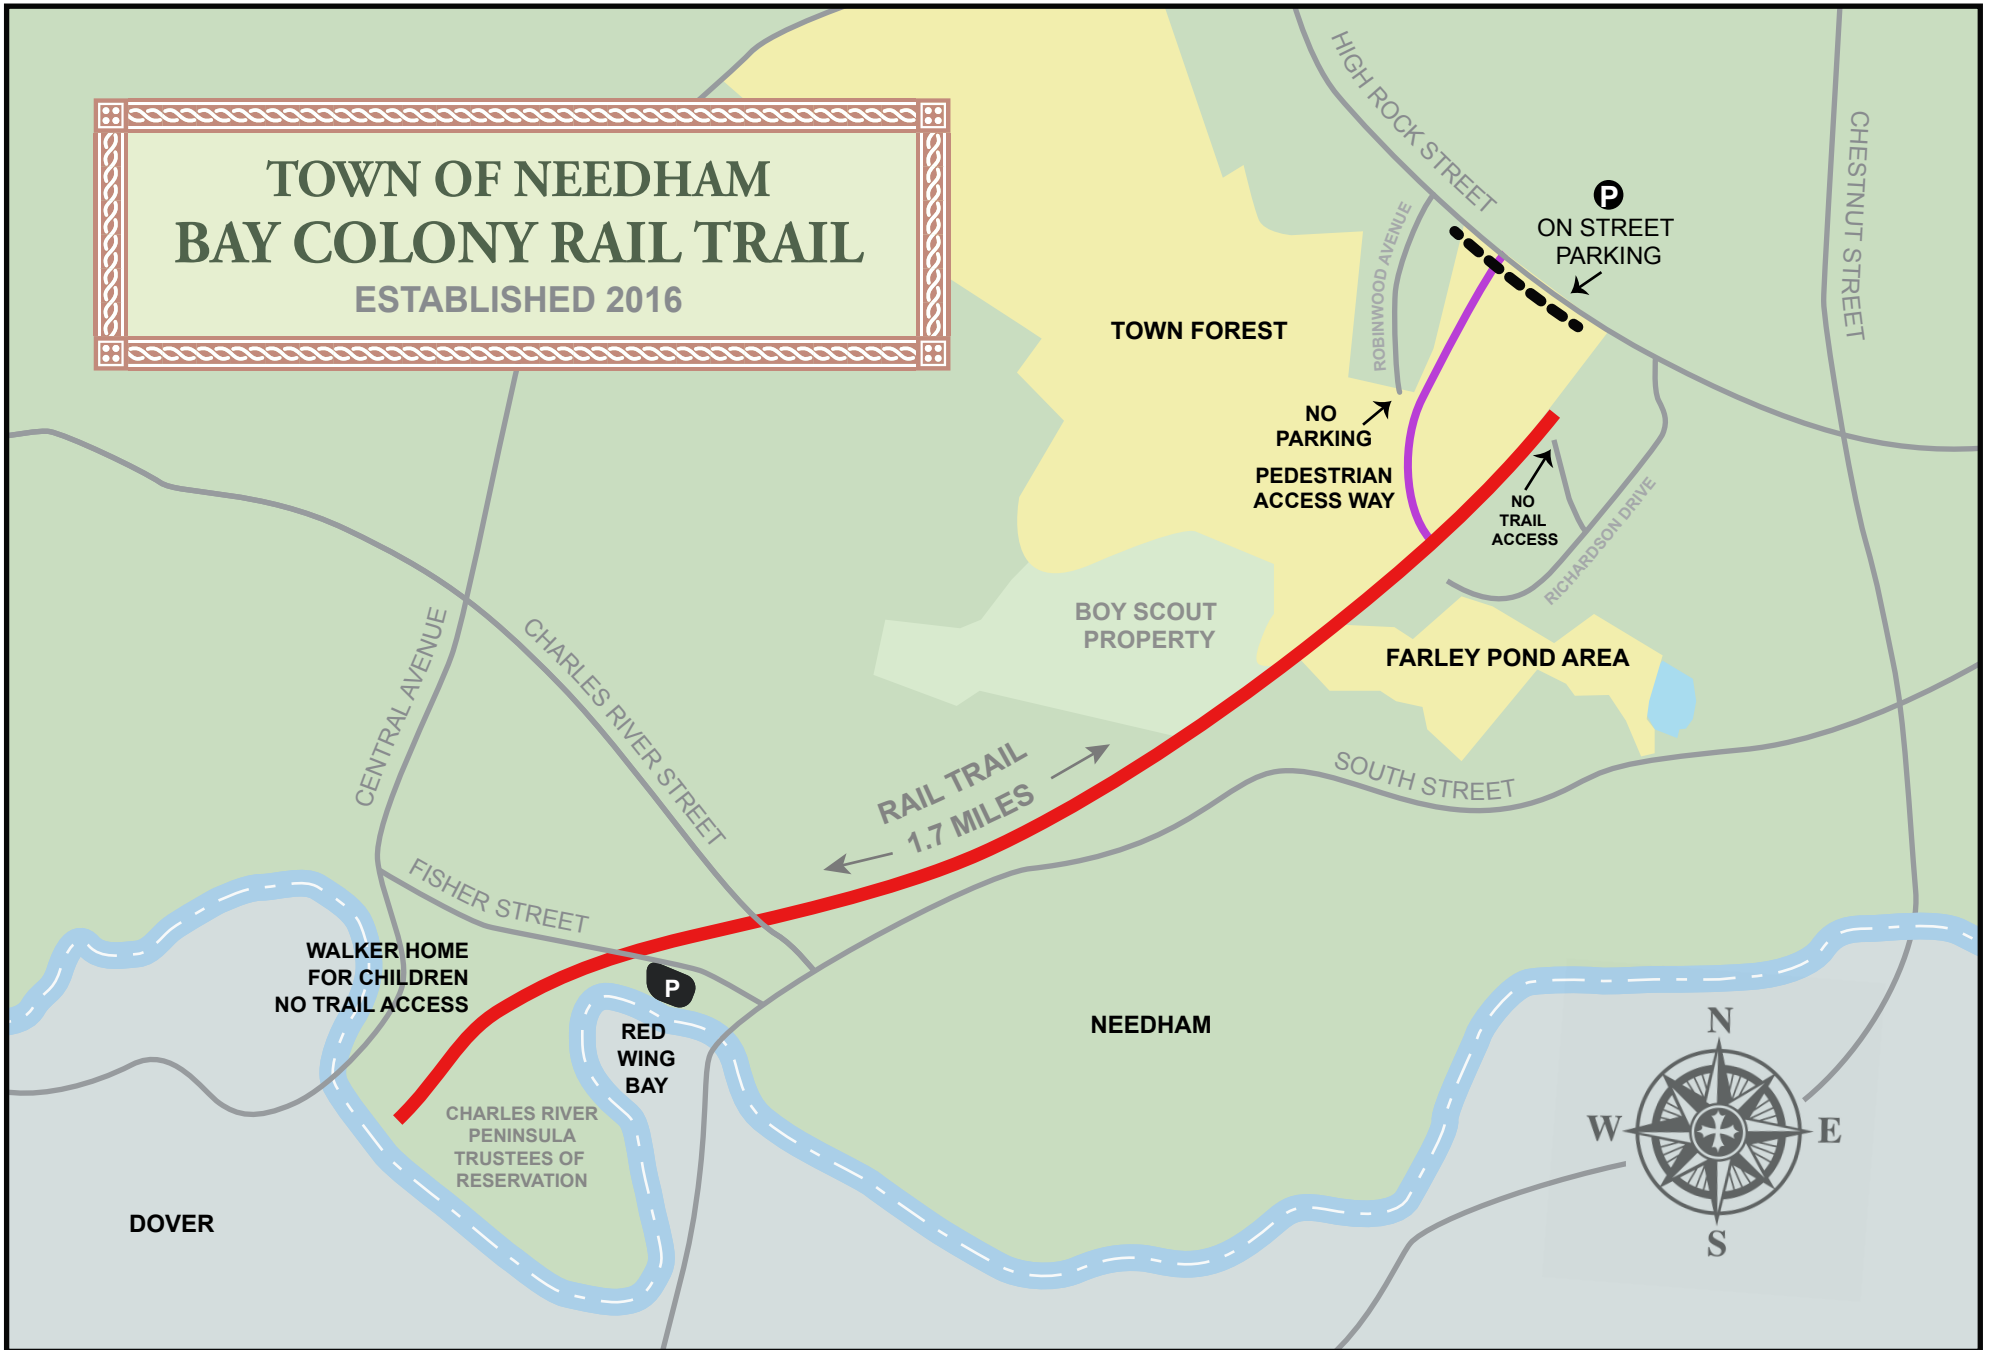 TOWN OF NEEDHAM
BAY COLONY RAIL TRAIL
ESTABLISHED 2016
HIGH ROCK STREET
CHESTNUT STREET
P
ON STREET
PARKING
ROBINWOOD AVENUE
TOWN FOREST
NO
PARKING
PEDESTRIAN
ACCESS WAY
NO
TRAIL
ACCESS
RICHARDSON DRIVE
BOY SCOUT
PROPERTY
FARLEY POND AREA
CENTRAL AVENUE
CHARLES RIVER STREET
RAIL TRAIL
1.7 MILES
SOUTH STREET
FISHER STREET
WALKER HOME
FOR CHILDREN
NO TRAIL ACCESS
P
RED
WING
BAY
NEEDHAM
CHARLES RIVER
PENINSULA
TRUSTEES OF
RESERVATION
DOVER
N
W
E
S